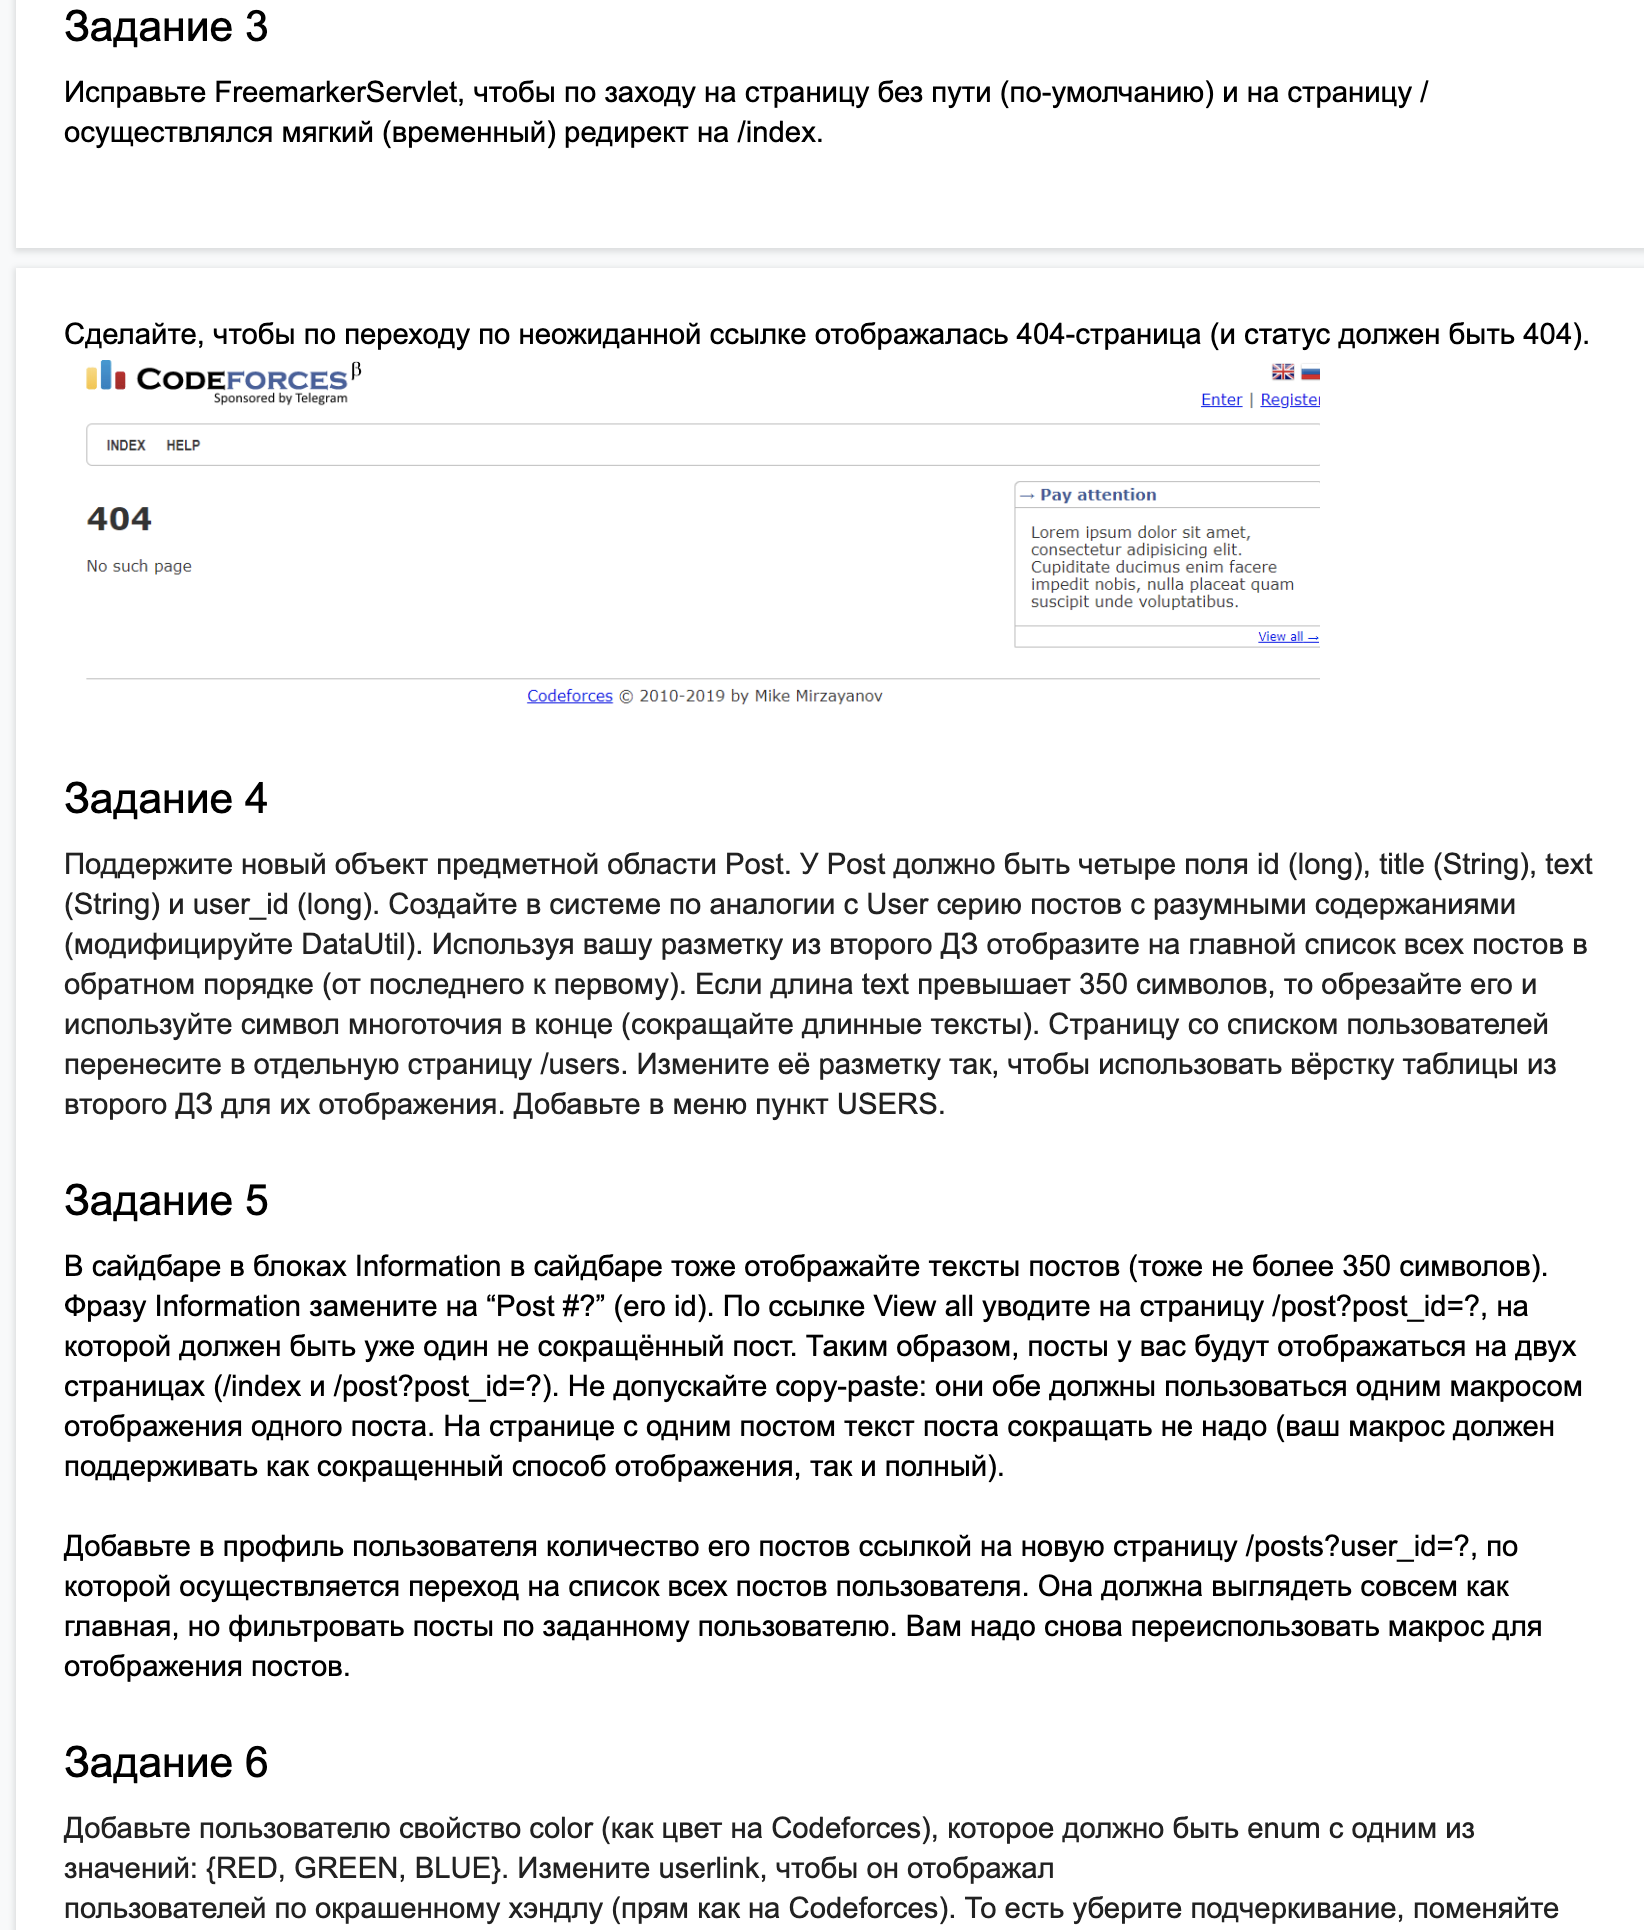 Задание 3
Исправьте FreemarkerServlet, чтобы по заходу на страницу без пути (по-умолчанию) и на страницу /
осуществлялся мягкий (временный) редирект на /index.
Сделайте, чтобы по переходу по неожиданной ссылке отображалась 404-страница (и статус должен быть 404).
CODEFORCES β
Sponsored by Telegram
Enter | Register
INDEX HELP
404
No such page
→ Pay attention
Lorem ipsum dolor sit amet,
consectetur adipisicing elit.
Cupiditate ducimus enim facere
impedit nobis, nulla placeat quam
suscipit unde voluptatibus.
View all →
Codeforces © 2010-2019 by Mike Mirzayanov
Задание 4
Поддержите новый объект предметной области Post. У Post должно быть четыре поля id (long), title (String), text
(String) и user_id (long). Создайте в системе по аналогии с User серию постов с разумными содержаниями
(модифицируйте DataUtil). Используя вашу разметку из второго ДЗ отобразите на главной список всех постов в
обратном порядке (от последнего к первому). Если длина text превышает 350 символов, то обрезайте его и
используйте символ многоточия в конце (сокращайте длинные тексты). Страницу со списком пользователей
перенесите в отдельную страницу /users. Измените её разметку так, чтобы использовать вёрстку таблицы из
второго ДЗ для их отображения. Добавьте в меню пункт USERS.
Задание 5
В сайдбаре в блоках Information в сайдбаре тоже отображайте тексты постов (тоже не более 350 символов).
Фразу Information замените на “Post #?” (его id). По ссылке View all уводите на страницу /post?post_id=?, на
которой должен быть уже один не сокращённый пост. Таким образом, посты у вас будут отображаться на двух
страницах (/index и /post?post_id=?). Не допускайте copy-paste: они обе должны пользоваться одним макросом
отображения одного поста. На странице с одним постом текст поста сокращать не надо (ваш макрос должен
поддерживать как сокращенный способ отображения, так и полный).
Добавьте в профиль пользователя количество его постов ссылкой на новую страницу /posts?user_id=?, по
которой осуществляется переход на список всех постов пользователя. Она должна выглядеть совсем как
главная, но фильтровать посты по заданному пользователю. Вам надо снова переиспользовать макрос для
отображения постов.
Задание 6
Добавьте пользователю свойство color (как цвет на Codeforces), которое должно быть enum с одним из
значений: {RED, GREEN, BLUE}. Измените userlink, чтобы он отображал
пользователей по окрашенному хэндлу (прям как на Codeforces). То есть уберите подчеркивание, поменяйте